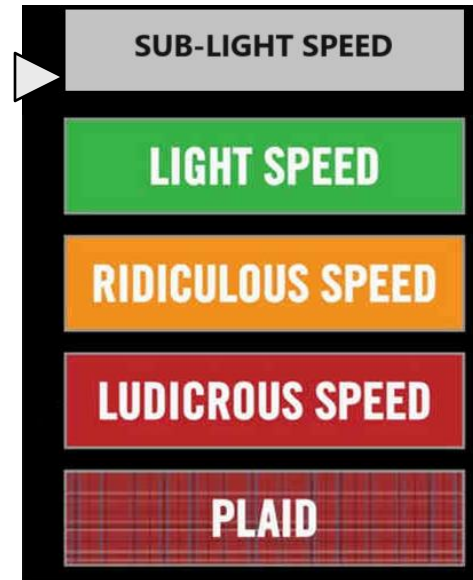 SUB-LIGHT SPEED
LIGHT SPEED
RIDICULOUS SPEED
LUDICROUS SPEED
PLAID